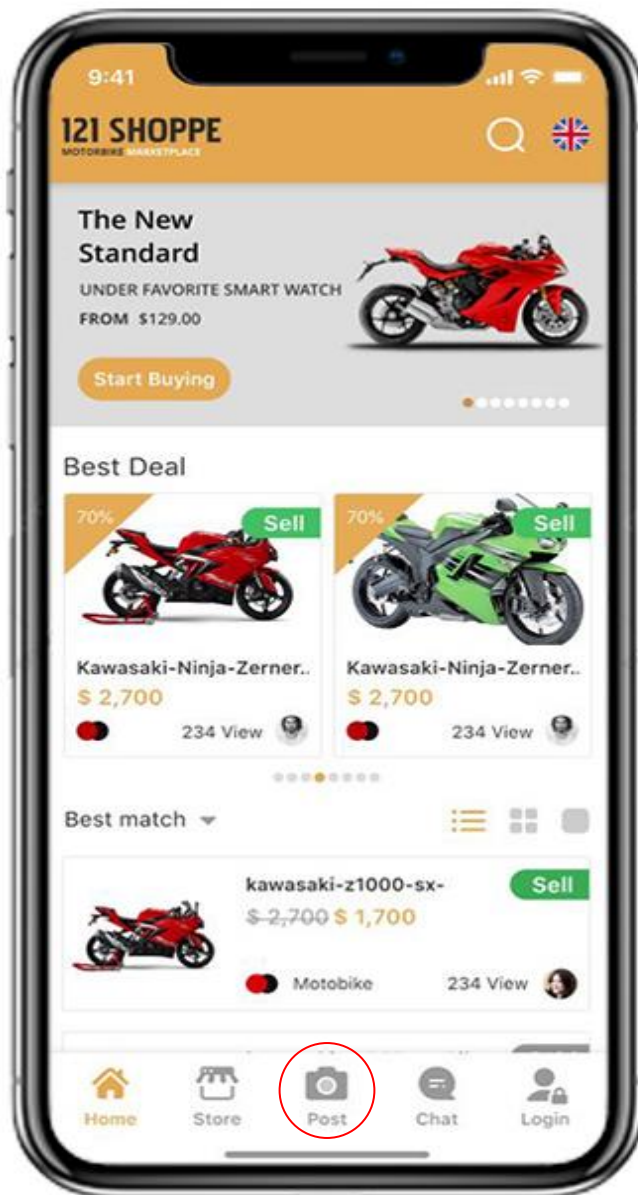 9:41
121 SHOPPE
MOTORBIKE MARKETPLACE
The New
Standard
UNDER FAVORITE SMART WATCH
FROM $129.00
Start Buying
Best Deal
70% Sell
70% Sell
Kawasaki-Ninja-Zerner..
$ 2,700
234 View
Kawasaki-Ninja-Zerner..
$ 2,700
234 View
Best match
kawasaki-z1000-sx-
Sell
$ 2,700 $ 1,700
Motobike
234 View
Home
Store
Post
Chat
Login